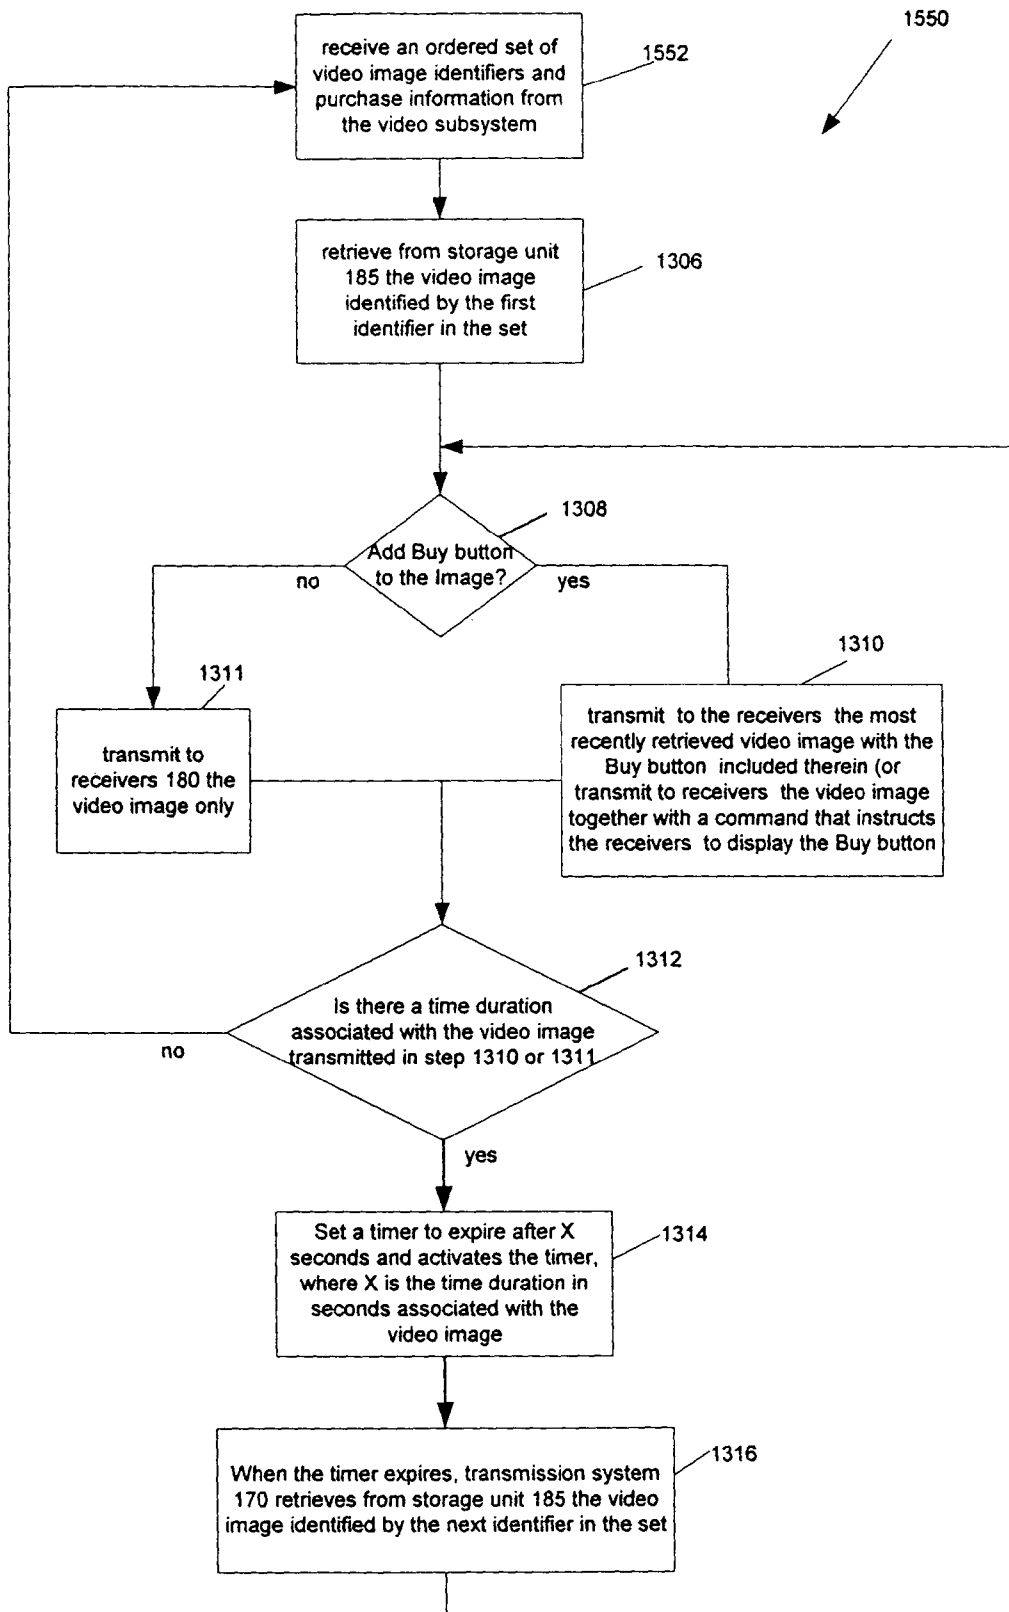 1550
receive an ordered set of
video image identifiers and
purchase information from
the video subsystem
1552
retrieve from storage unit
185 the video image
identified by the first
identifier in the set
1306
1308
Add Buy button
to the Image?
no
yes
1311
transmit to
receivers 180 the
video image only
1310
transmit to the receivers the most
recently retrieved video image with the
Buy button included therein (or
transmit to receivers the video image
together with a command that instructs
the receivers to display the Buy button
1312
Is there a time duration
associated with the video image
transmitted in step 1310 or 1311
no
yes
Set a timer to expire after X
seconds and activates the timer,
where X is the time duration in
seconds associated with the
video image
1314
When the timer expires, transmission system
170 retrieves from storage unit 185 the video
image identified by the next identifier in the set
1316